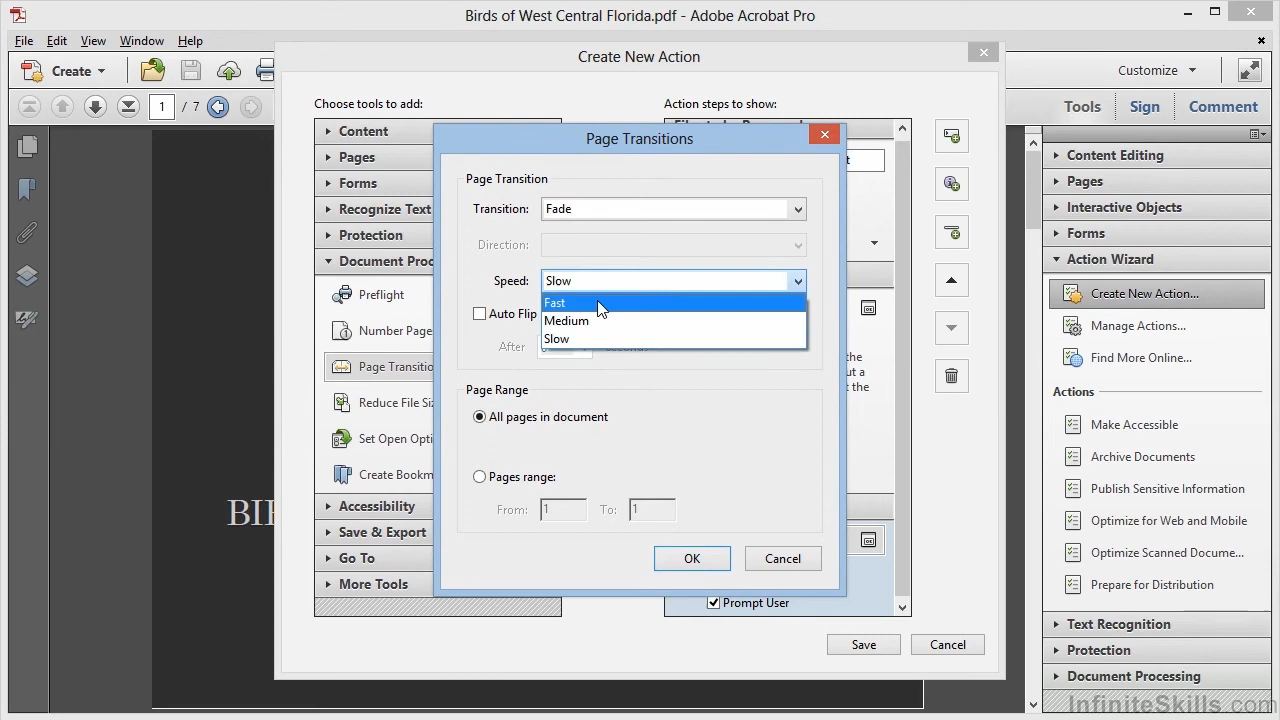 Birds of West Central Florida.pdf - Adobe Acrobat Pro
File Edit View Window Help
Create New Action
Create
Customize
1 / 7
Tools Sign Comment
Choose tools to add:
Action steps to show:
Content
Pages
Forms
Recognize Text
Protection
Document Proc
Preflight
Number Page
Page Transitio
Reduce File Siz
Set Open Opti
Create Bookm
Accessibility
Save & Export
Go To
More Tools
Page Transitions
Page Transition
Transition: Fade
Direction:
Speed: Slow
Fast
Medium
Slow
Auto Flip
After seconds
Page Range
All pages in document
Pages range:
From: 1 To: 1
OK Cancel
t
the
ut a
t the
Prompt User
Save Cancel
BI
Content Editing
Pages
Interactive Objects
Forms
Action Wizard
Create New Action...
Manage Actions...
Find More Online...
Actions
Make Accessible
Archive Documents
Publish Sensitive Information
Optimize for Web and Mobile
Optimize Scanned Docume...
Prepare for Distribution
Text Recognition
Protection
Document Processing
InfiniteSkills.com